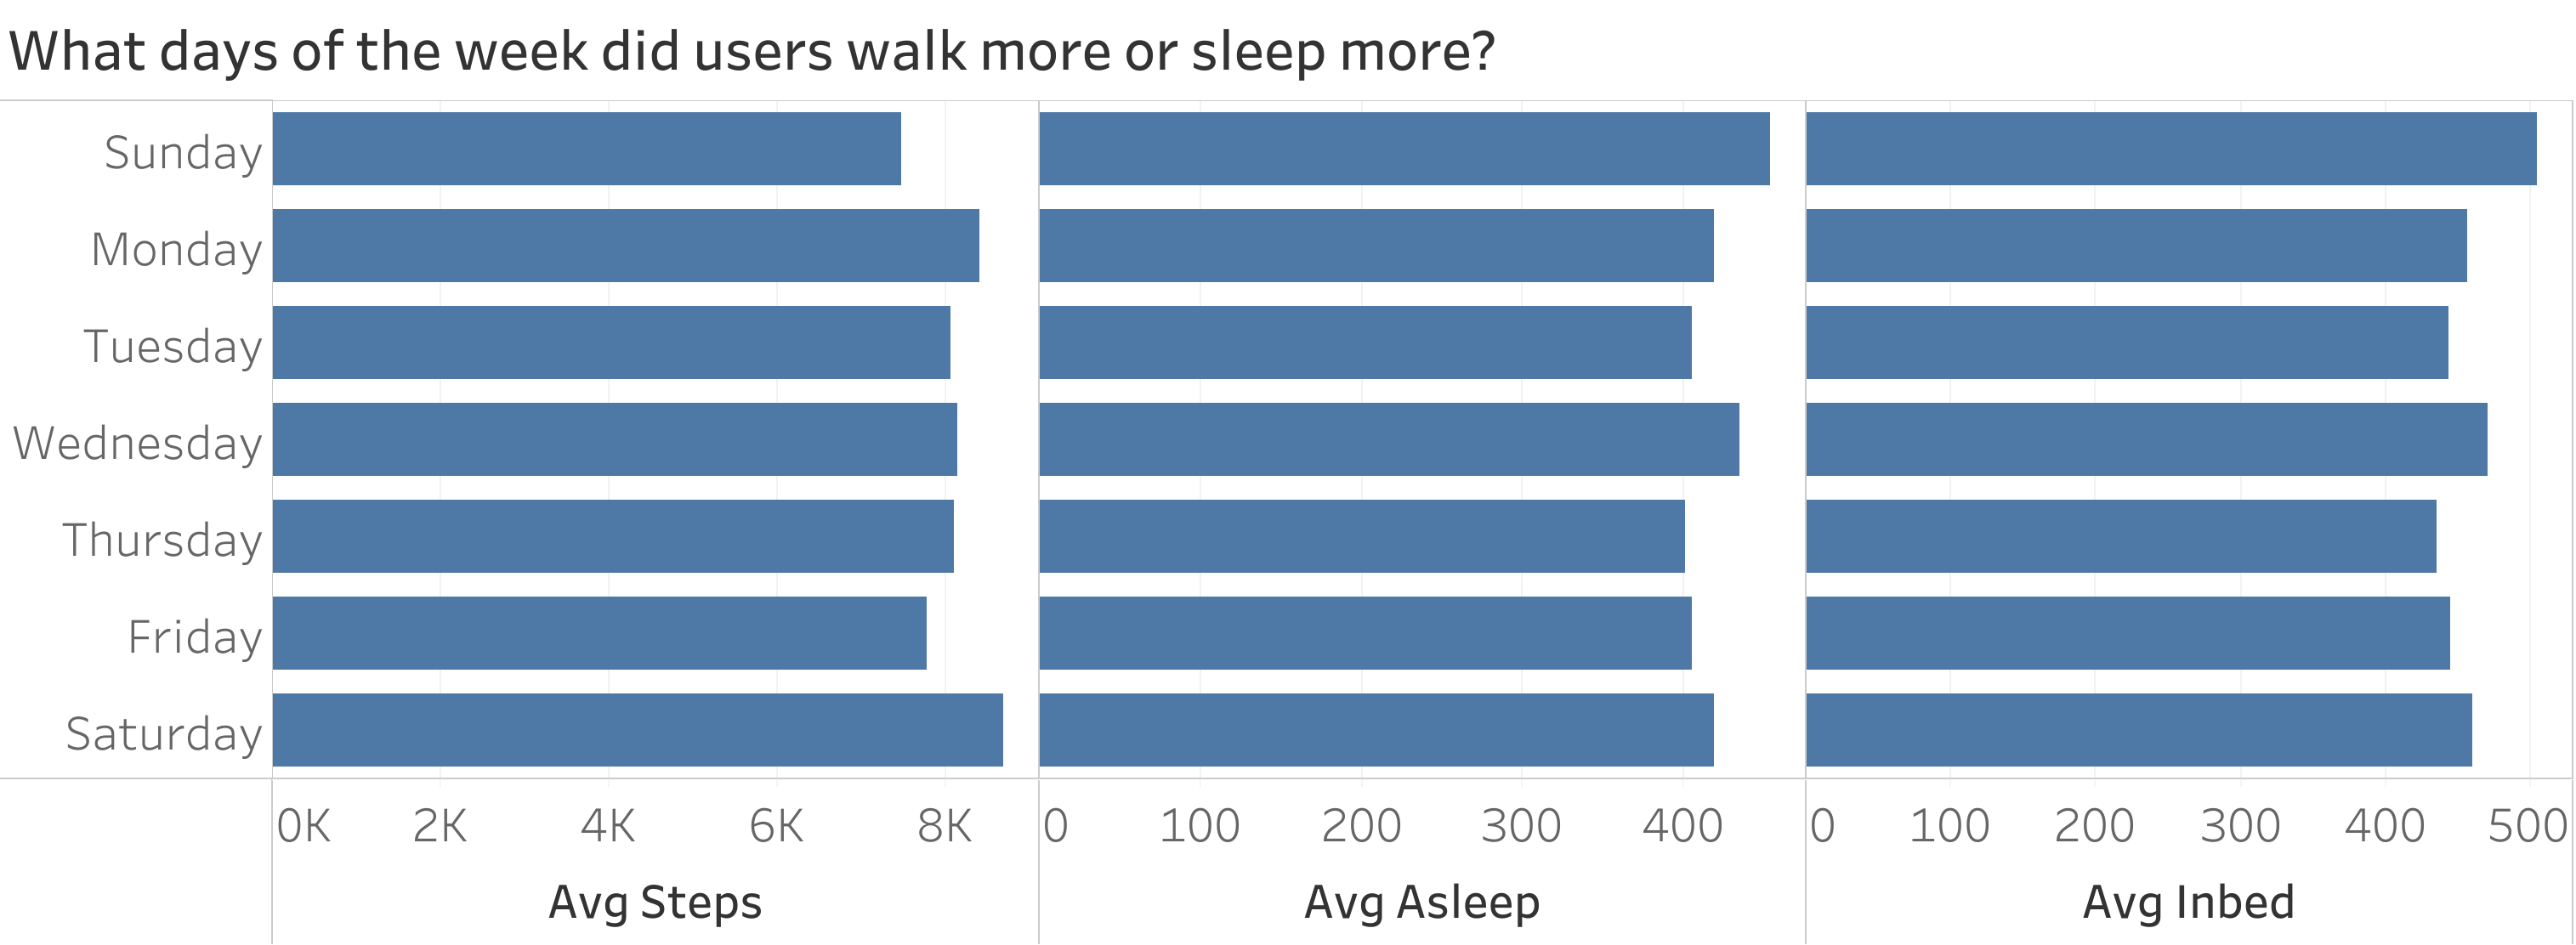 What days of the week did users walk more or sleep more?
Sunday
Monday
Tuesday
Wednesday
Thursday
Friday
Saturday
0K 2K 4K 6K 8K 0 100 200 300 400 0 100 200 300 400 500
Avg Steps Avg Asleep Avg Inbed